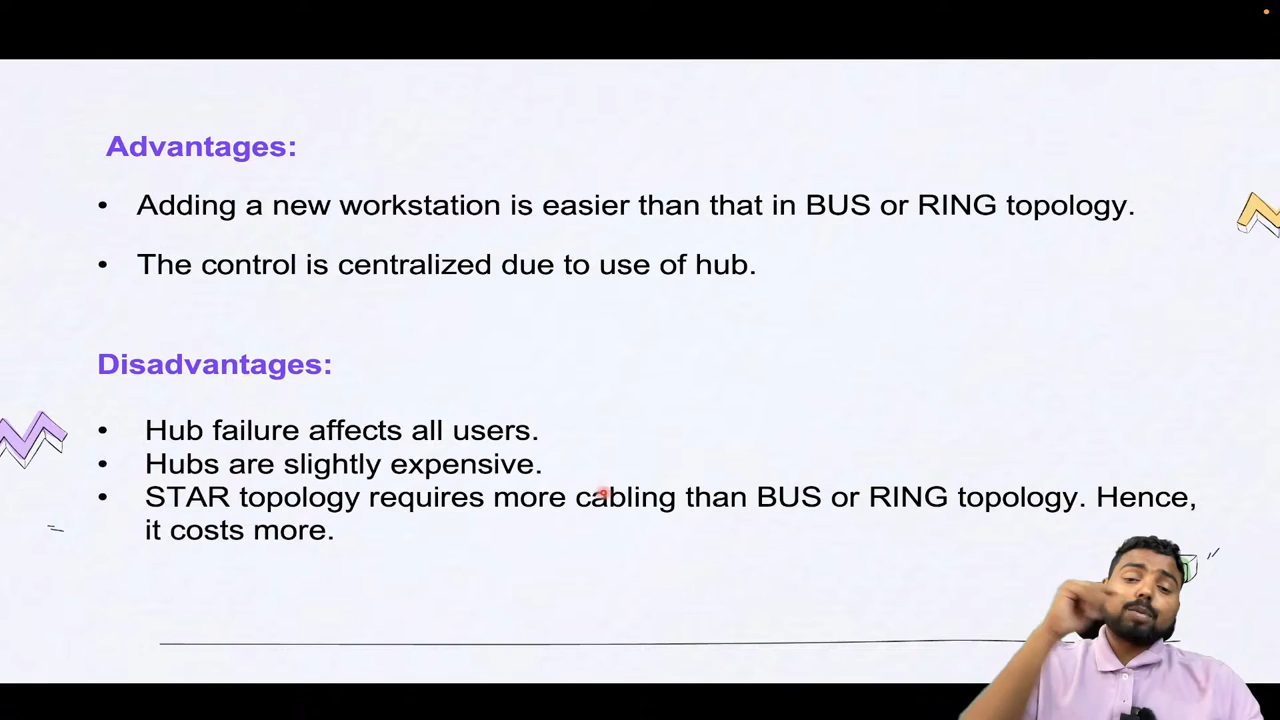 Advantages:
• Adding a new workstation is easier than that in BUS or RING topology.
• The control is centralized due to use of hub.
Disadvantages:
• Hub failure affects all users.
• Hubs are slightly expensive.
• STAR topology requires more cabling than BUS or RING topology. Hence,
it costs more.